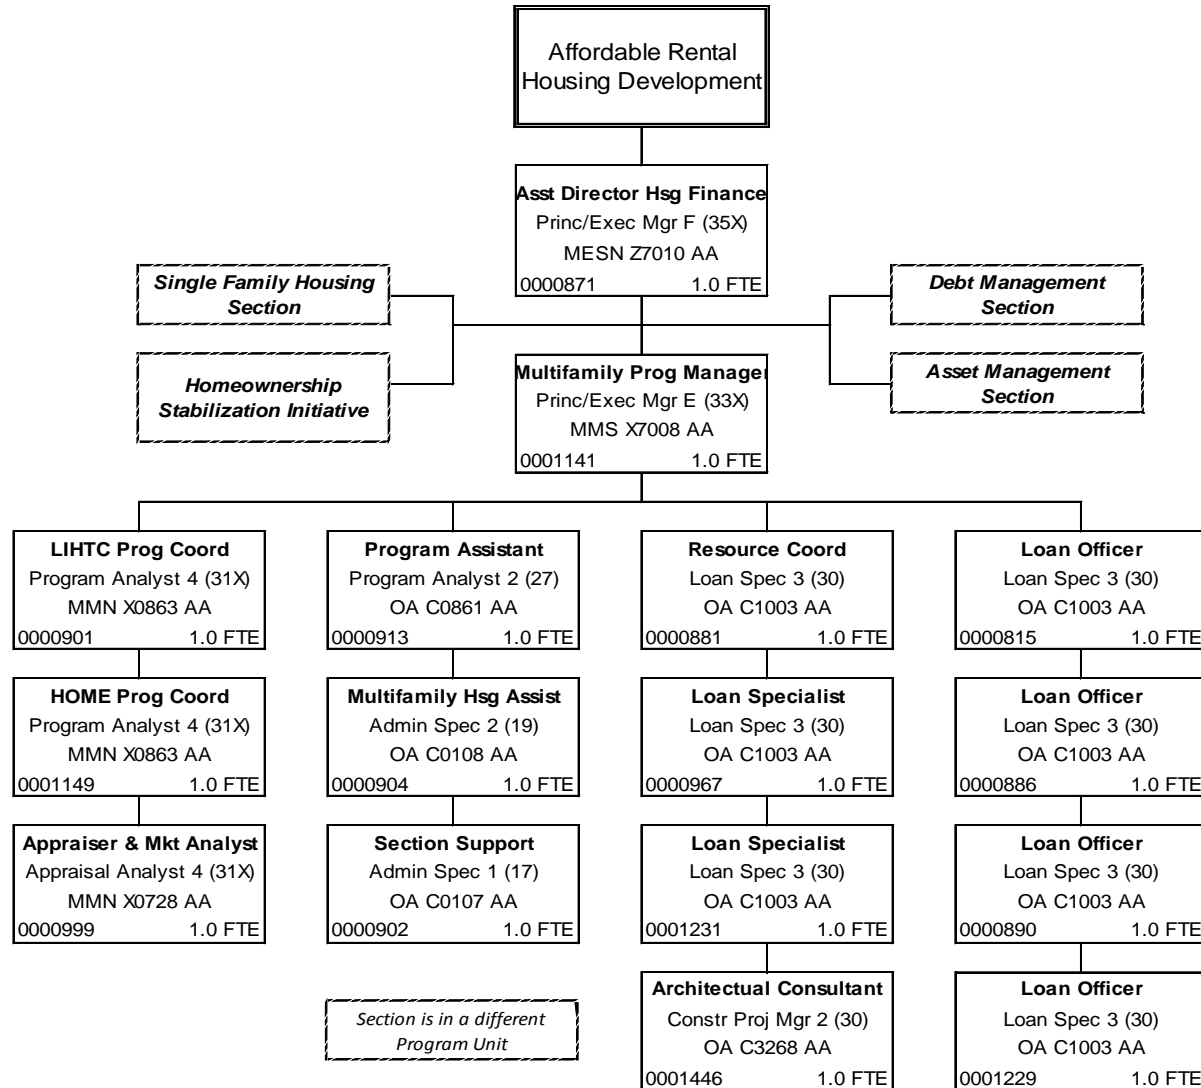 Affordable Rental
Housing Development
Asst Director Hsg Finance
Princ/Exec Mgr F (35X)
MESN Z7010 AA
0000871 1.0 FTE
Single Family Housing
Section
Debt Management
Section
Homeownership
Stabilization Initiative
Asset Management
Section
Multifamily Prog Manager
Princ/Exec Mgr E (33X)
MMS X7008 AA
0001141 1.0 FTE
LIHTC Prog Coord
Program Analyst 4 (31X)
MMN X0863 AA
0000901 1.0 FTE
Program Assistant
Program Analyst 2 (27)
OA C0861 AA
0000913 1.0 FTE
Resource Coord
Loan Spec 3 (30)
OA C1003 AA
0000881 1.0 FTE
Loan Officer
Loan Spec 3 (30)
OA C1003 AA
0000815 1.0 FTE
HOME Prog Coord
Program Analyst 4 (31X)
MMN X0863 AA
0001149 1.0 FTE
Multifamily Hsg Assist
Admin Spec 2 (19)
OA C0108 AA
0000904 1.0 FTE
Loan Specialist
Loan Spec 3 (30)
OA C1003 AA
0000967 1.0 FTE
Loan Officer
Loan Spec 3 (30)
OA C1003 AA
0000886 1.0 FTE
Appraiser & Mkt Analyst
Appraisal Analyst 4 (31X)
MMN X0728 AA
0000999 1.0 FTE
Section Support
Admin Spec 1 (17)
OA C0107 AA
0000902 1.0 FTE
Loan Specialist
Loan Spec 3 (30)
OA C1003 AA
0001231 1.0 FTE
Loan Officer
Loan Spec 3 (30)
OA C1003 AA
0000890 1.0 FTE
Section is in a different
Program Unit
Architectual Consultant
Constr Proj Mgr 2 (30)
OA C3268 AA
0001446 1.0 FTE
Loan Officer
Loan Spec 3 (30)
OA C1003 AA
0001229 1.0 FTE